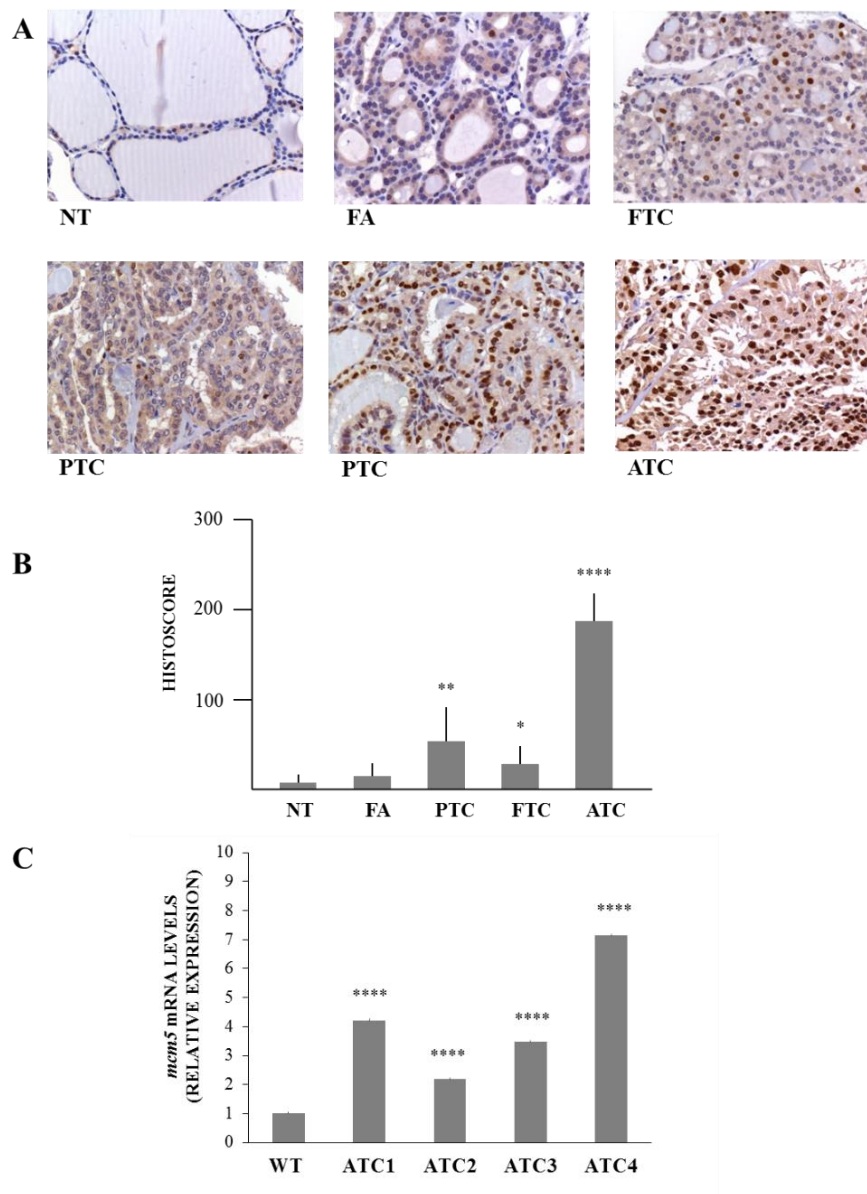 A
NT
FA
FTC
PTC
PTC
ATC
B
HISTOSCORE
300
200
100
**
*
****
NT FA PTC FTC ATC
C
mcm5 mRNA LEVELS
(RELATIVE EXPRESSION)
10
9
8
7
6
5
4
3
2
1
0
****
****
****
****
WT ATC1 ATC2 ATC3 ATC4